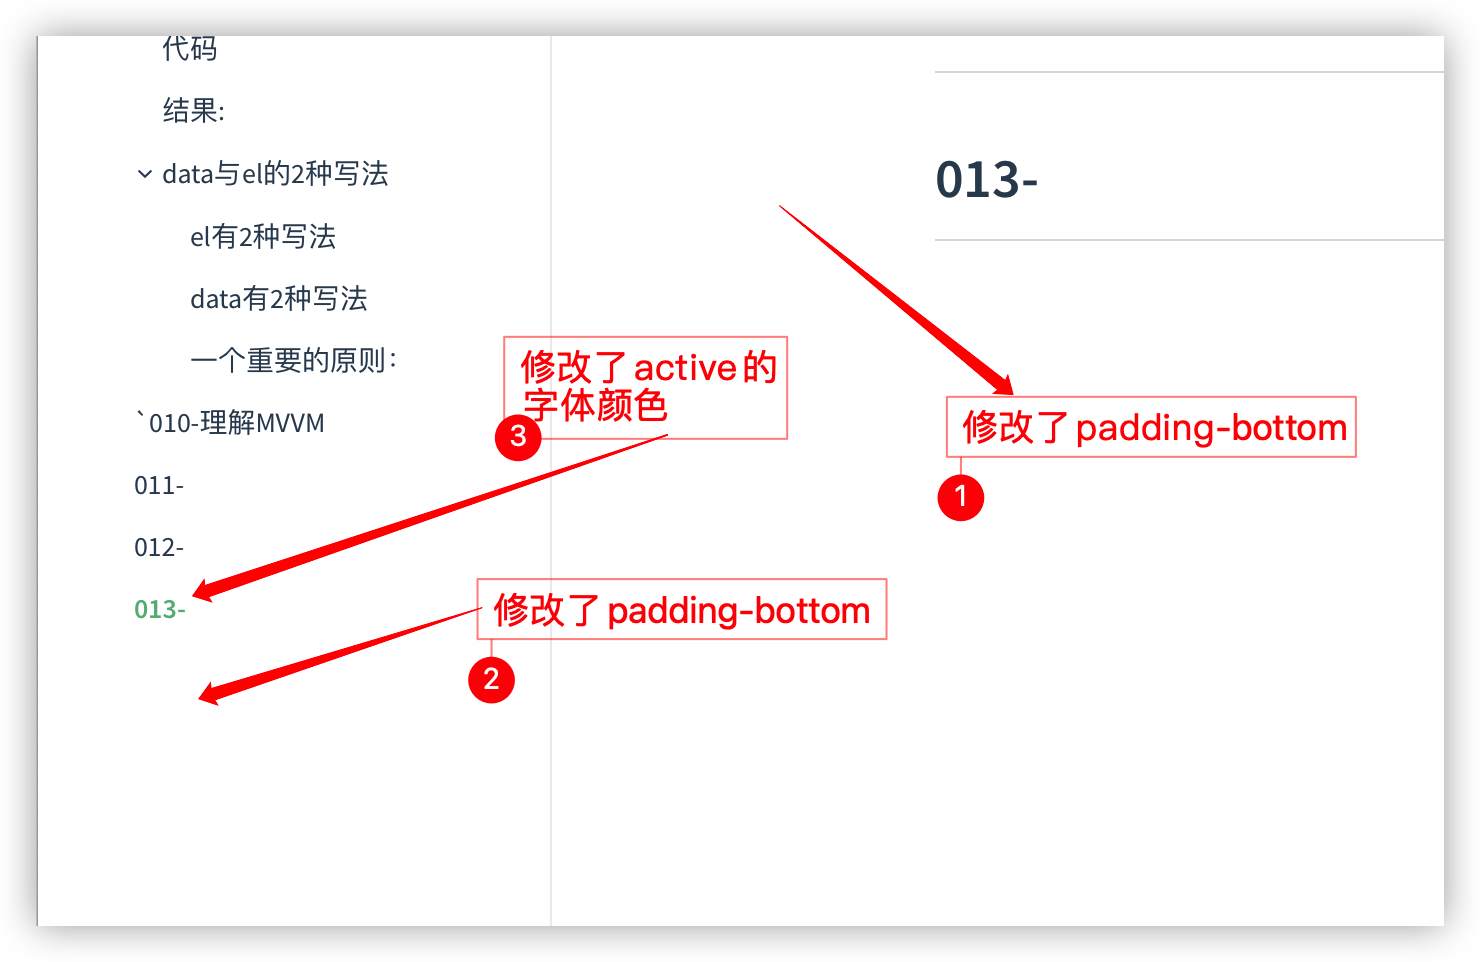 代码
结果:
data与el的2种写法
el有2种写法
data有2种写法
一个重要的原则：
`010-理解MVVM
011-
012-
013-
013-
修改了active的
字体颜色
3
修改了padding-bottom
1
修改了padding-bottom
2